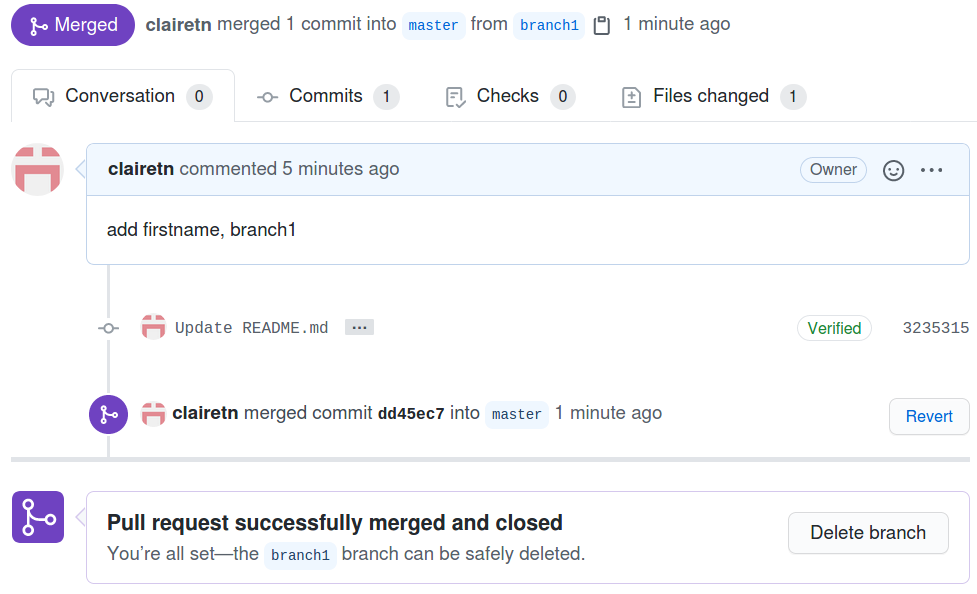 Merged clairetn merged 1 commit into master from branch1 1 minute ago
Conversation 0 Commits 1 Checks 0 Files changed 1
clairetn commented 5 minutes ago Owner ...
add firstname, branch1
Update README.md ... Verified 3235315
clairetn merged commit dd45ec7 into master 1 minute ago Revert
Pull request successfully merged and closed
You're all set—the branch1 branch can be safely deleted.
Delete branch